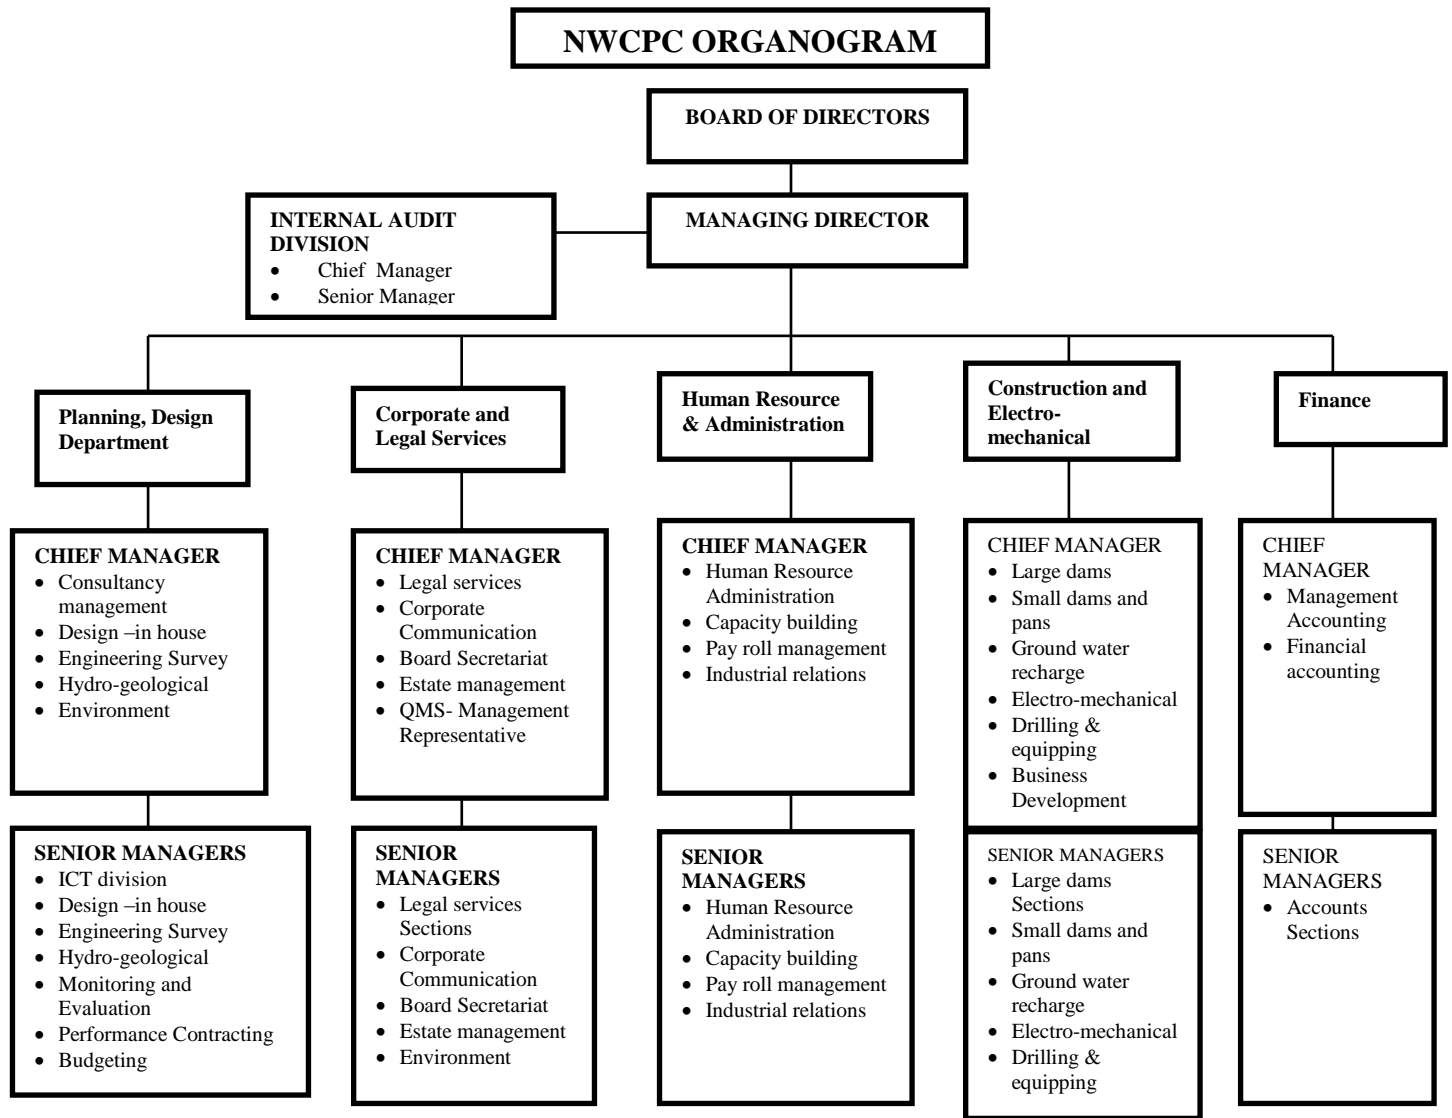 NWCPC ORGANOGRAM
BOARD OF DIRECTORS
INTERNAL AUDIT
DIVISION
• Chief Manager
• Senior Manager
MANAGING DIRECTOR
Planning, Design
Department
Corporate and
Legal Services
Human Resource
& Administration
Construction and
Electro-
mechanical
Finance
CHIEF MANAGER
• Consultancy
management
• Design –in house
• Engineering Survey
• Hydro-geological
• Environment
CHIEF MANAGER
• Legal services
• Corporate
Communication
• Board Secretariat
• Estate management
• QMS- Management
Representative
CHIEF MANAGER
• Human Resource
Administration
• Capacity building
• Pay roll management
• Industrial relations
CHIEF MANAGER
• Large dams
• Small dams and
pans
• Ground water
recharge
• Electro-mechanical
• Drilling &
equipping
• Business
Development
CHIEF
MANAGER
• Management
Accounting
• Financial
accounting
SENIOR MANAGERS
• ICT division
• Design –in house
• Engineering Survey
• Hydro-geological
• Monitoring and
Evaluation
• Performance Contracting
• Budgeting
SENIOR
MANAGERS
• Legal services
Sections
• Corporate
Communication
• Board Secretariat
• Estate management
• Environment
SENIOR
MANAGERS
• Human Resource
Administration
• Capacity building
• Pay roll management
• Industrial relations
SENIOR MANAGERS
• Large dams
Sections
• Small dams and
pans
• Ground water
recharge
• Electro-mechanical
• Drilling &
equipping
SENIOR
MANAGERS
• Accounts
Sections